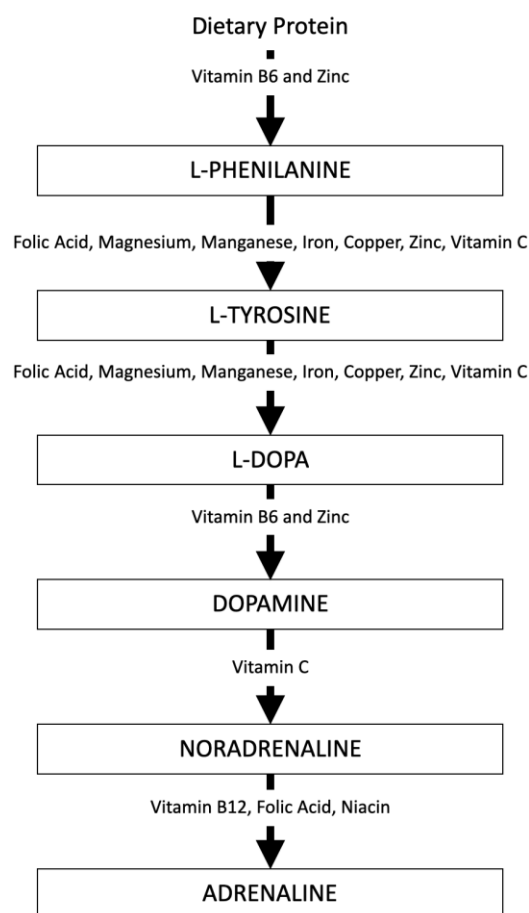 Dietary Protein
Vitamin B6 and Zinc
L-PHENILANINE
Folic Acid, Magnesium, Manganese, Iron, Copper, Zinc, Vitamin C
L-TYROSINE
Folic Acid, Magnesium, Manganese, Iron, Copper, Zinc, Vitamin C
L-DOPA
Vitamin B6 and Zinc
DOPAMINE
Vitamin C
NORADRENALINE
Vitamin B12, Folic Acid, Niacin
ADRENALINE